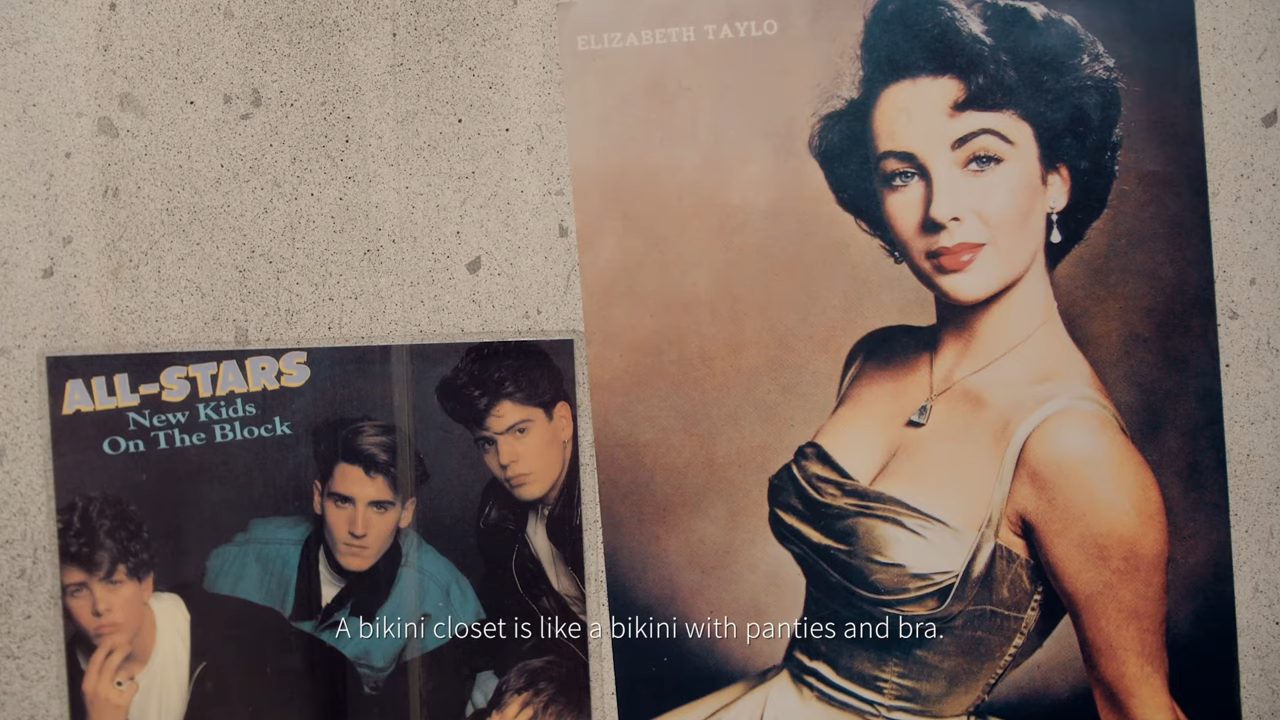 ELIZABETH TAYLO
ALL-STARS
New Kids
On The Block
A bikini closet is like a bikini with panties and bra.